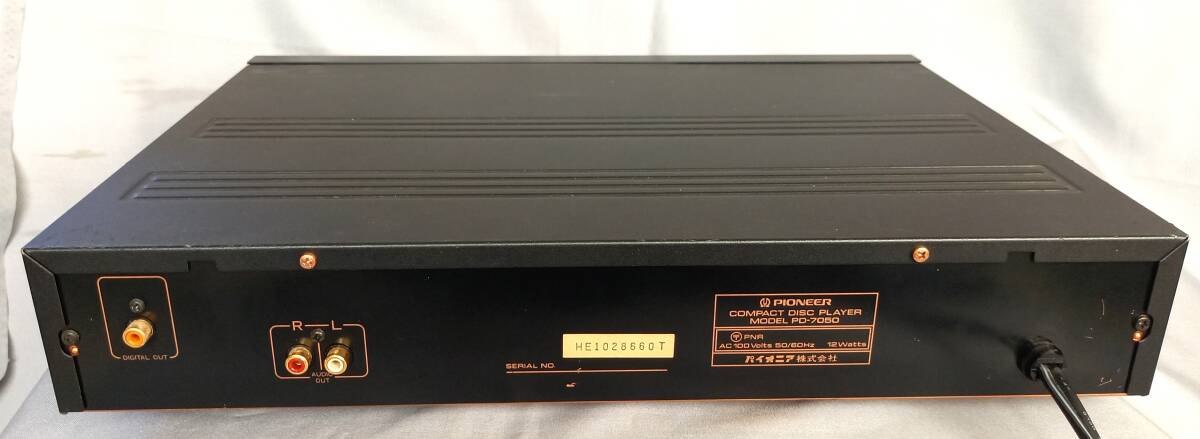 DIGITAL OUT
R L
AUDIO
OUT
HE1028660T
SERIAL NO.
PIONEER
COMPACT DISC PLAYER
MODEL PD-7050
PNR
AC 100 Volts 50/60Hz 12 Watts
パイオニア株式会社